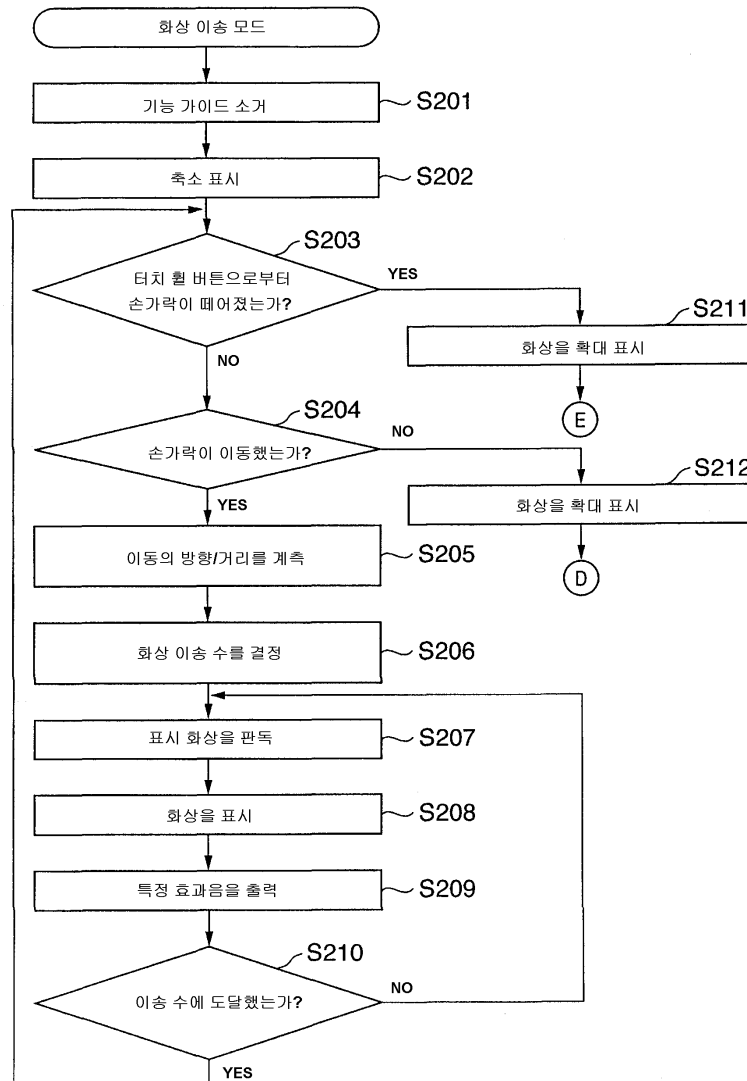 화상 이송 모드
기능 가이드 소거
S201
축소 표시
S202
S203
터치 휠 버튼으로부터
손가락이 떼어졌는가?
YES
S211
화상을 확대 표시
E
NO
S204
손가락이 이동했는가?
NO
S212
화상을 확대 표시
D
YES
이동의 방향/거리를 계측
S205
화상 이송 수를 결정
S206
표시 화상을 판독
S207
화상을 표시
S208
특정 효과음을 출력
S209
S210
이송 수에 도달했는가?
NO
YES